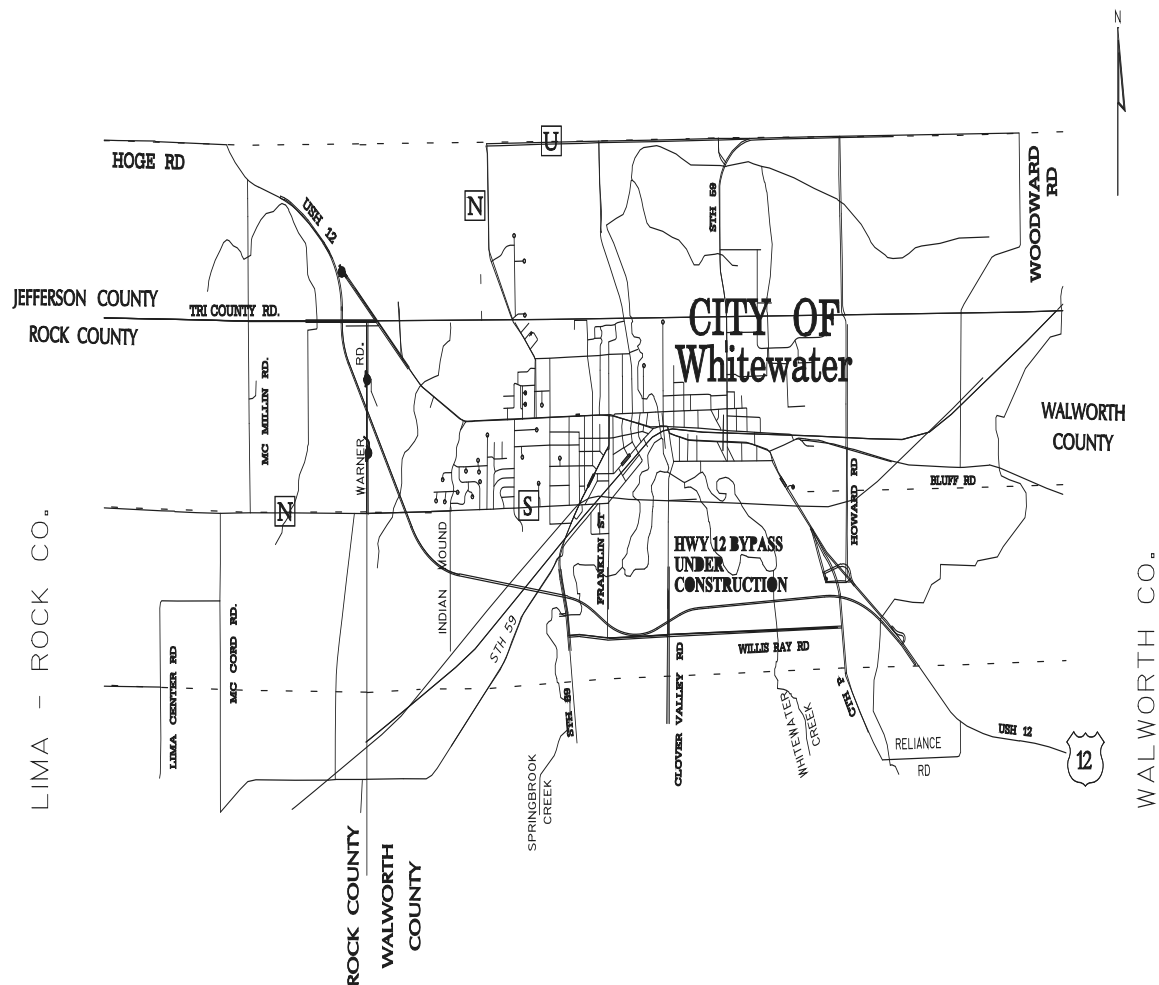 N
U
HOGE RD
N
USH 12
STH 59
WOODWARD
RD
JEFFERSON COUNTY
TRI COUNTY RD.
ROCK COUNTY
CITY OF
Whitewater
MC MILLIN RD.
WARNER RD.
WALWORTH
COUNTY
N
S
HOWARD RD
BLUFF RD
INDIAN MOUND
FRANKLIN ST
HWY 12 BYPASS
UNDER
CONSTRUCTION
LIMA - ROCK CO.
WALWORTH CO.
LIMA CENTER RD
MC CORD RD.
STH 59
WILLIS RAY RD
STH 59
CLOVER VALLEY RD
WHITEWATER
CREEK
CTH P
RELIANCE
RD
USH 12
12
SPRINGBROOK
CREEK
ROCK COUNTY
WALWORTH
COUNTY